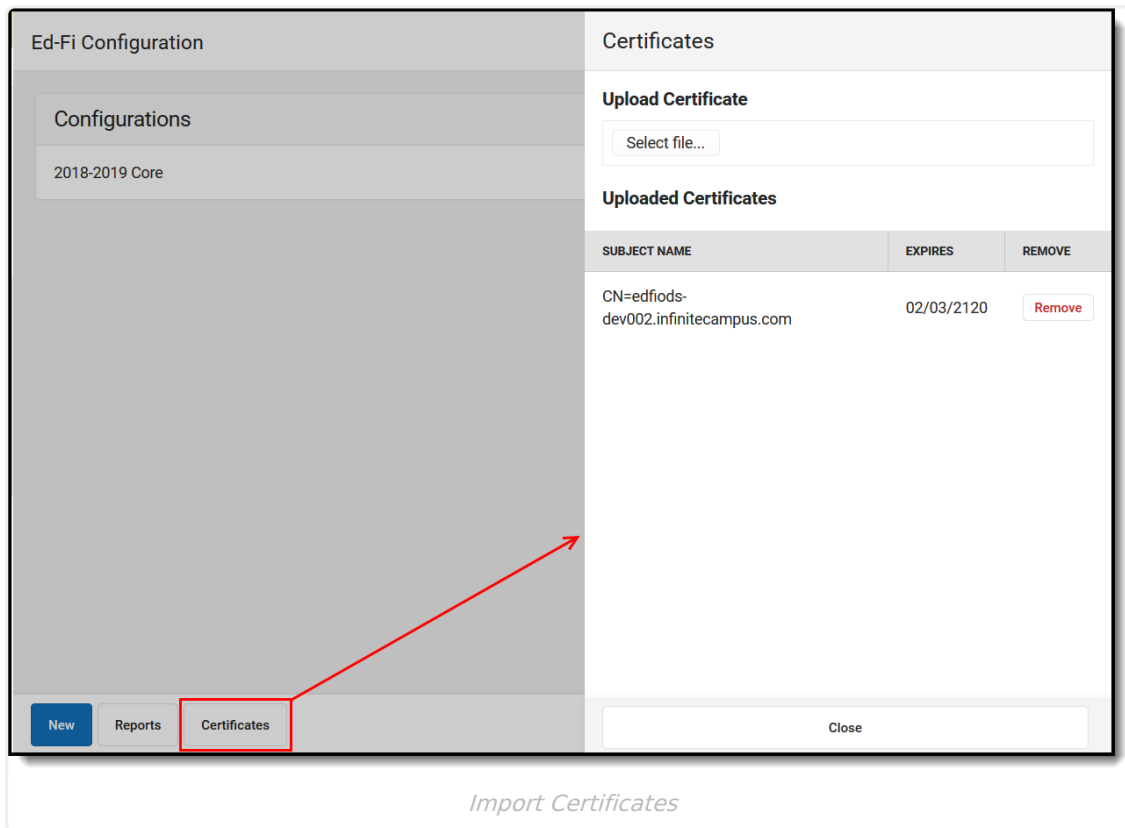 Ed-Fi Configuration
Configurations
2018-2019 Core
New
Reports
Certificates
Certificates
Upload Certificate
Select file...
Uploaded Certificates
SUBJECT NAME
EXPIRES
REMOVE
CN=edfiods-
dev002.infinitecampus.com
02/03/2120
Remove
Close
Import Certificates